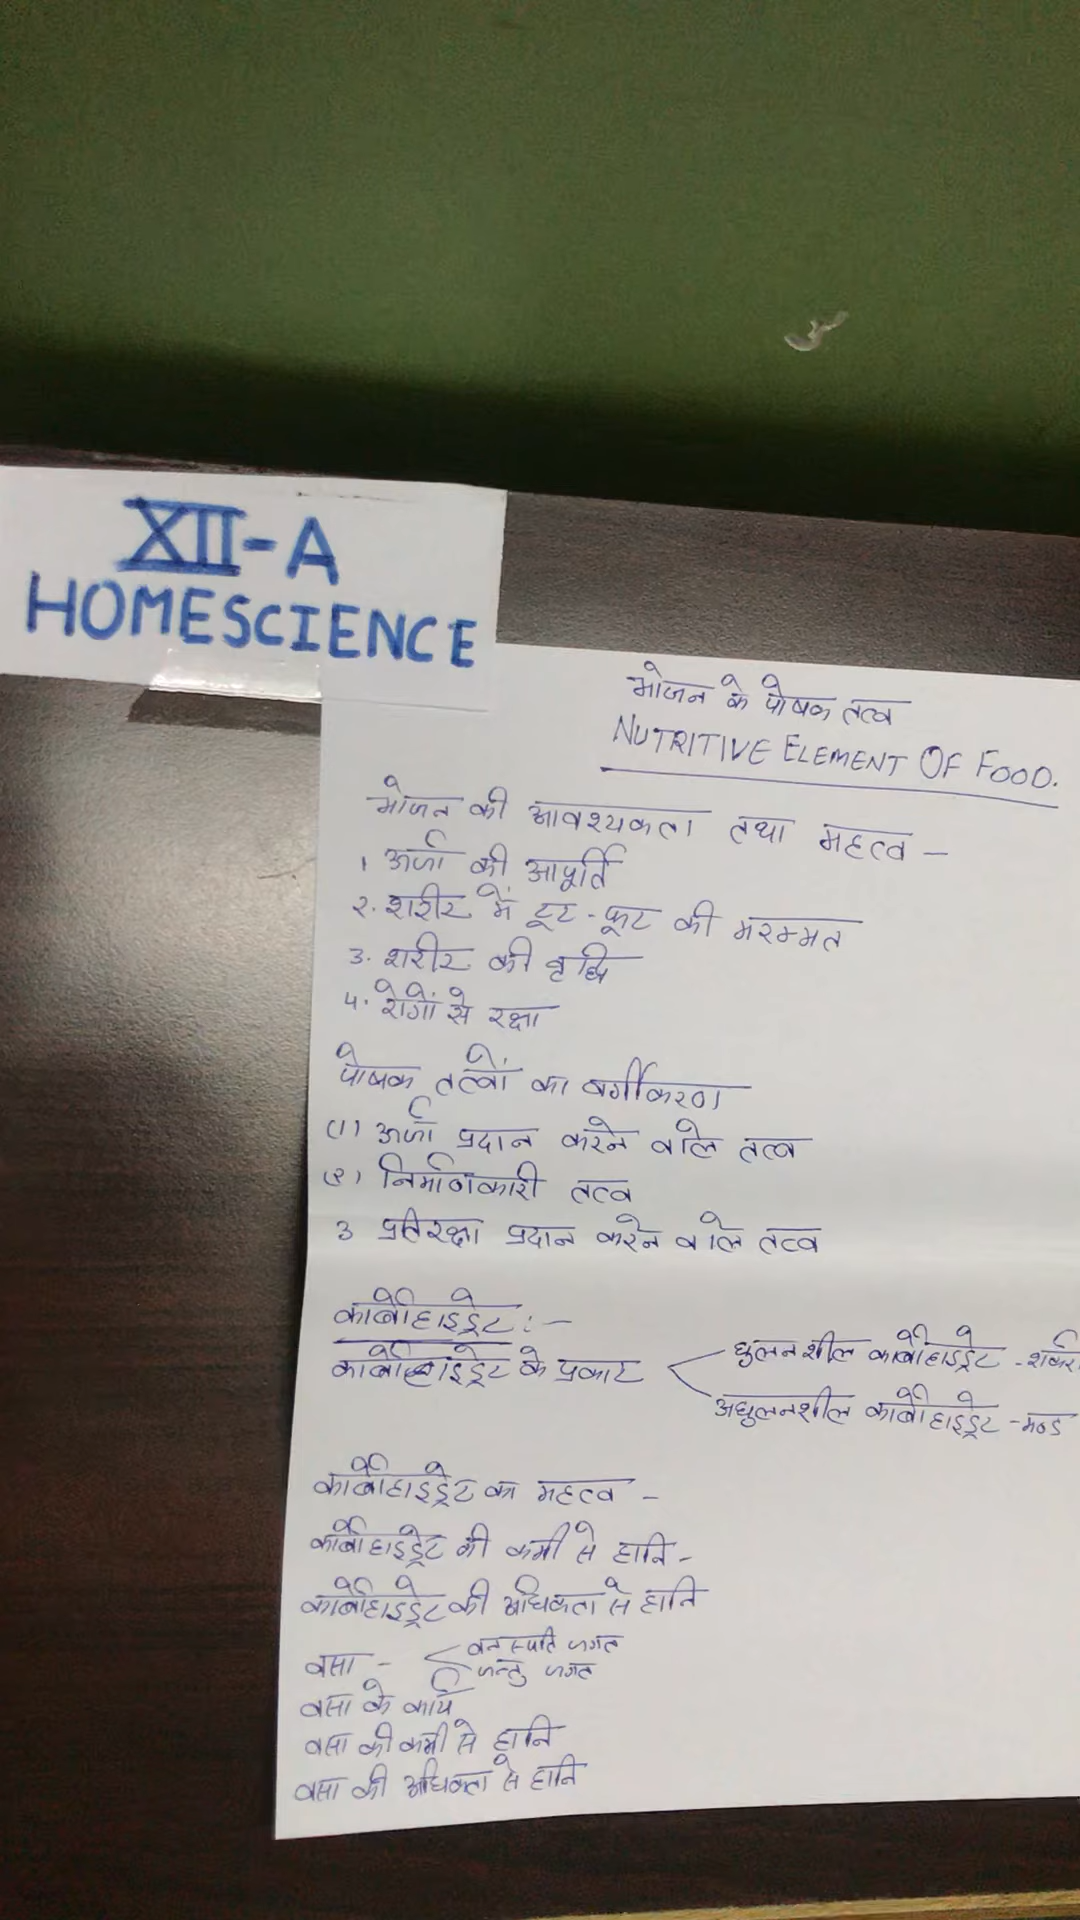 XII-A
HOMESCIENCE
भोजन के पोषक तत्व
NUTRITIVE ELEMENT OF FOOD.
भोजन की आवश्यकता तथा महत्व -
1 ऊर्जा की आपूर्ति
2. शरीर में टूट-फूट की मरम्मत
3. शरीर की वृद्धि
4. रोगों से रक्षा
पोषक तत्वों का वर्गीकरण
(1) ऊर्जा प्रदान करने वाले तत्व
(2) निर्माणकारी तत्व
3 प्रतिरक्षा प्रदान करने वाले तत्व
कार्बोहाइड्रेट :-
कार्बोहाइड्रेट के प्रकार
घुलनशील कार्बोहाइड्रेट -
अघुलनशील कार्बोहाइड्रेट - मण्ड
कार्बोहाइड्रेट का महत्व -
कार्बोहाइड्रेट की कमी से हानि -
कार्बोहाइड्रेट की अधिकता से हानि
वसा - वनस्पति जगत
जन्तु जगत
वसा के कार्य
वसा की कमी से हानि
वसा की अधिकता से हानि